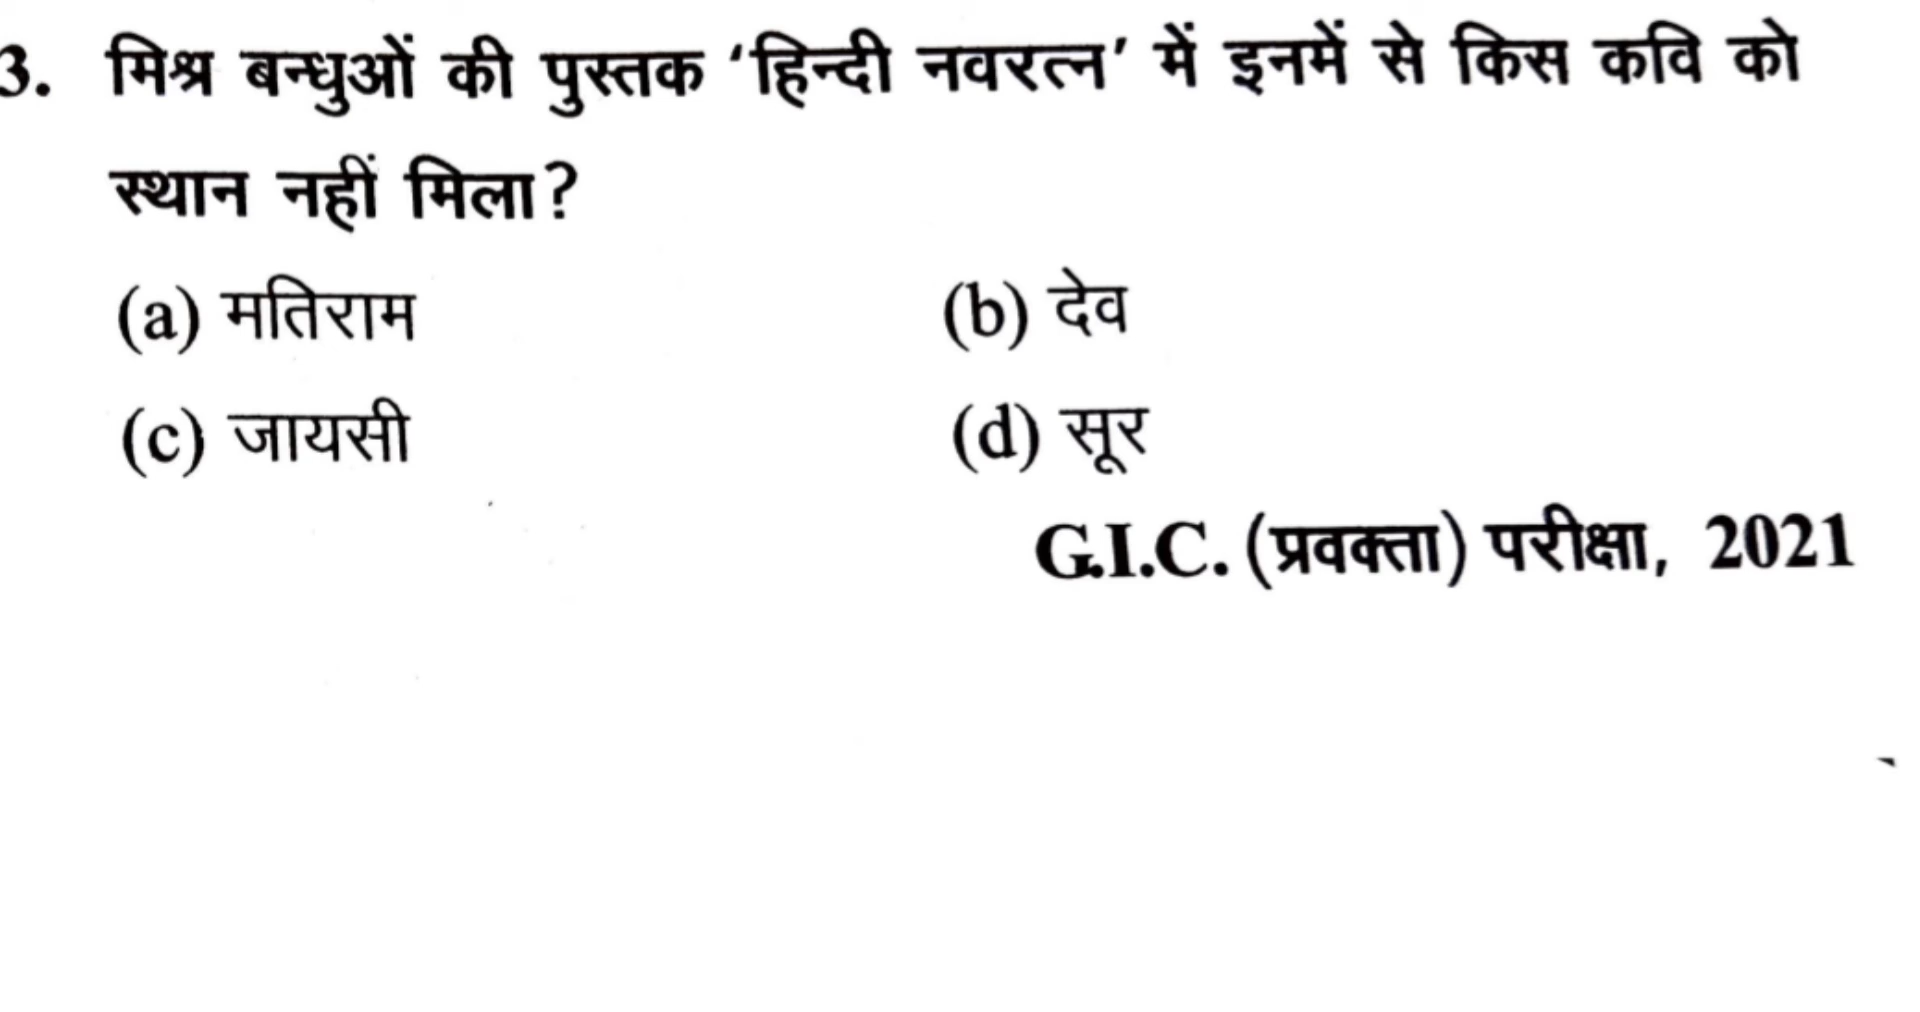 3. मिश्र बन्धुओं की पुस्तक ‘हिन्दी नवरत्न’ में इनमें से किस कवि को
स्थान नहीं मिला?
(a) मतिराम (b) देव
(c) जायसी (d) सूर
G.I.C. (प्रवक्ता) परीक्षा, 2021